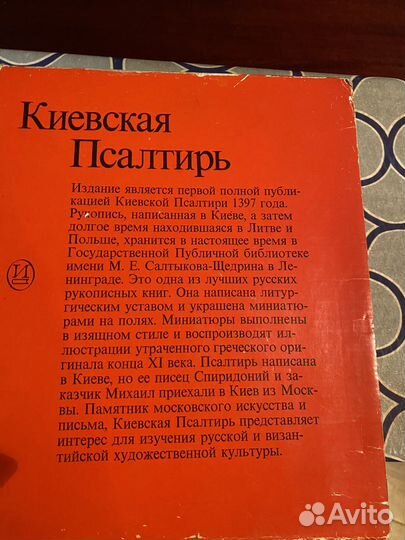 Киевская
Псалтирь
Издание является первой полной публи-
кацией Киевской Псалтири 1397 года.
Рукопись, написанная в Киеве, а затем
долгое время находившаяся в Литве и
Польше, хранится в настоящее время в
Государственной Публичной библиотеке
имени М. Е. Салтыкова-Щедрина в Ле-
нинграде. Это одна из лучших русских
рукописных книг. Она написана литур-
гическим уставом и украшена миниатю-
рами на полях. Миниатюры выполнены
в изящном стиле и воспроизводят ил-
люстрации утраченного греческого ори-
гинала конца XI века. Псалтирь написана
в Киеве, но ее писец Спиридоний и за-
казчик Михаил приехали в Киев из Моск-
вы. Памятник московского искусства и
письма, Киевская Псалтирь представляет
интерес для изучения русской и визан-
тийской художественной культуры.
И
Avito